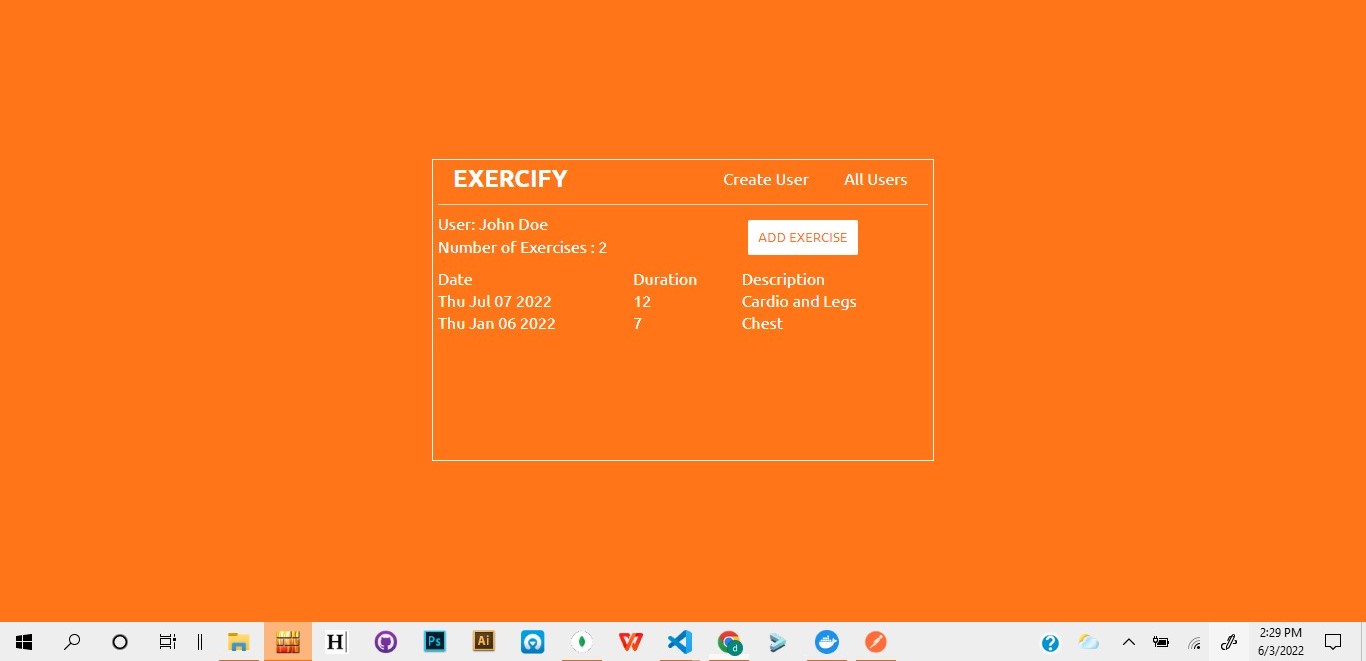 EXERCIFY Create User All Users
User: John Doe
Number of Exercises : 2
ADD EXERCISE
Date Duration Description
Thu Jul 07 2022 12 Cardio and Legs
Thu Jan 06 2022 7 Chest
H Ps Ai W d ? 2:29 PM
6/3/2022